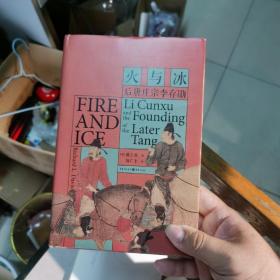 火与冰
后唐庄宗李存勖
FIRE
AND
ICE
Li Cunxu
and the
Founding
of the
Later
Tang
Richard L. Davis